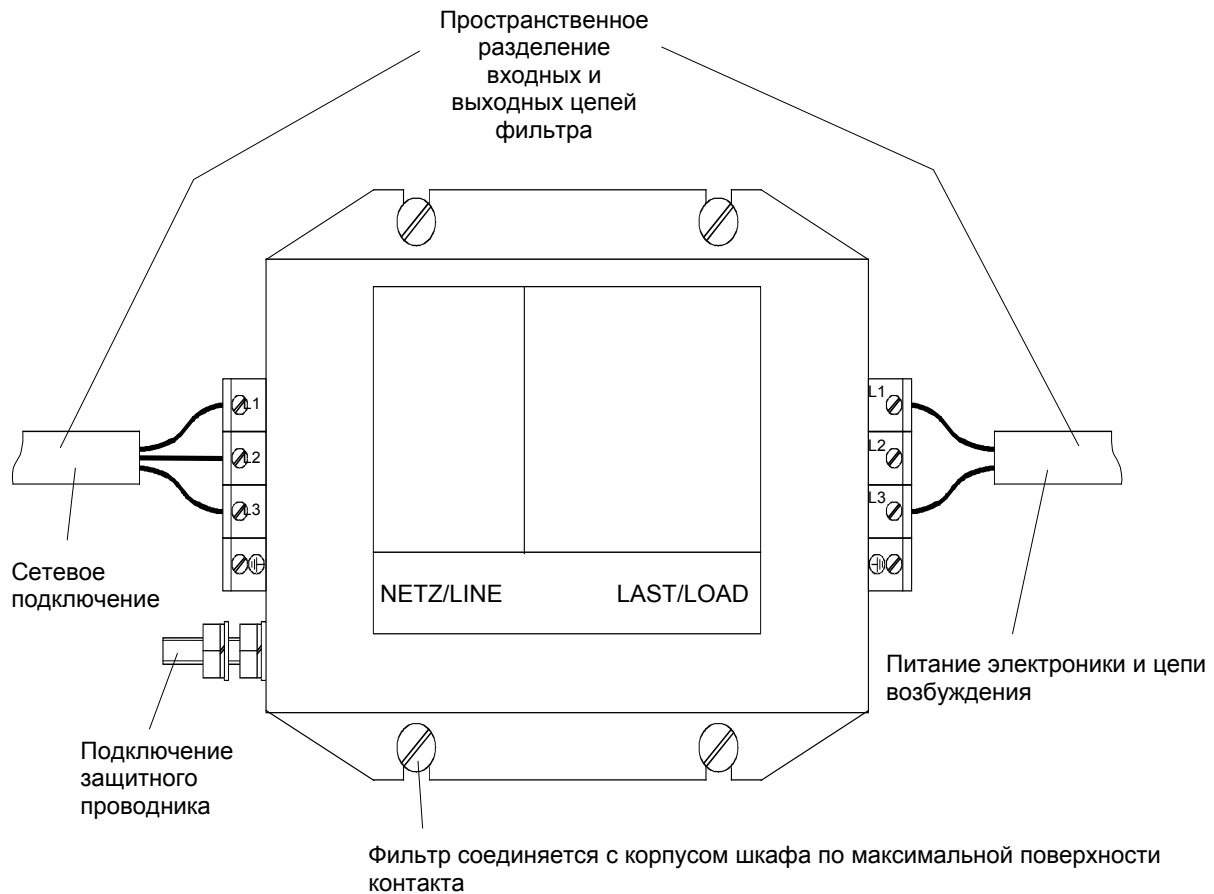 Пространственное
разделение
входных и
выходных цепей
фильтра
L1
L2
L3
L1
L2
L3
Сетевое
подключение
NETZ/LINE
LAST/LOAD
Питание электроники и цепи
возбуждения
Подключение
защитного
проводника
Фильтр соединяется с корпусом шкафа по максимальной поверхности
контакта